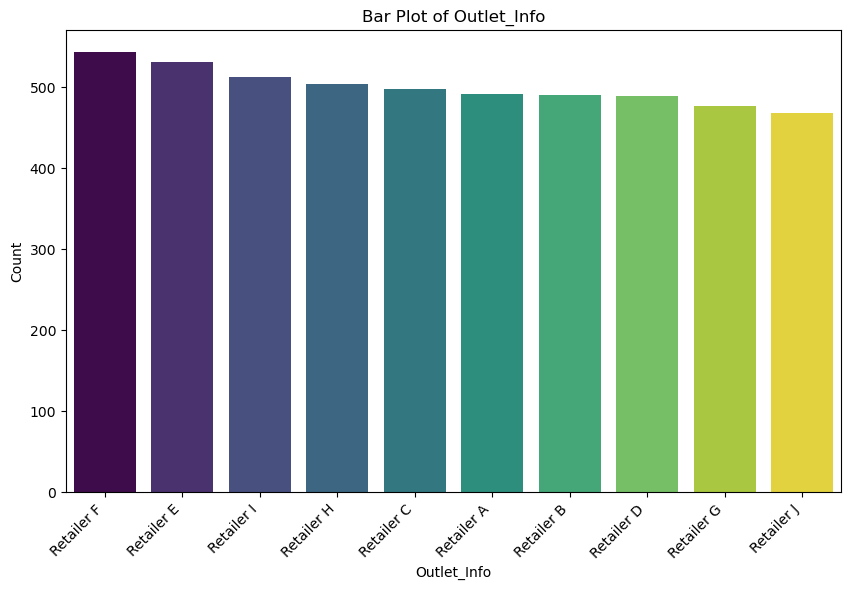 Bar Plot of Outlet_Info
Count
500
400
300
200
100
0
Retailer F
Retailer E
Retailer I
Retailer H
Retailer C
Retailer A
Retailer B
Retailer D
Retailer G
Retailer J
Outlet_Info